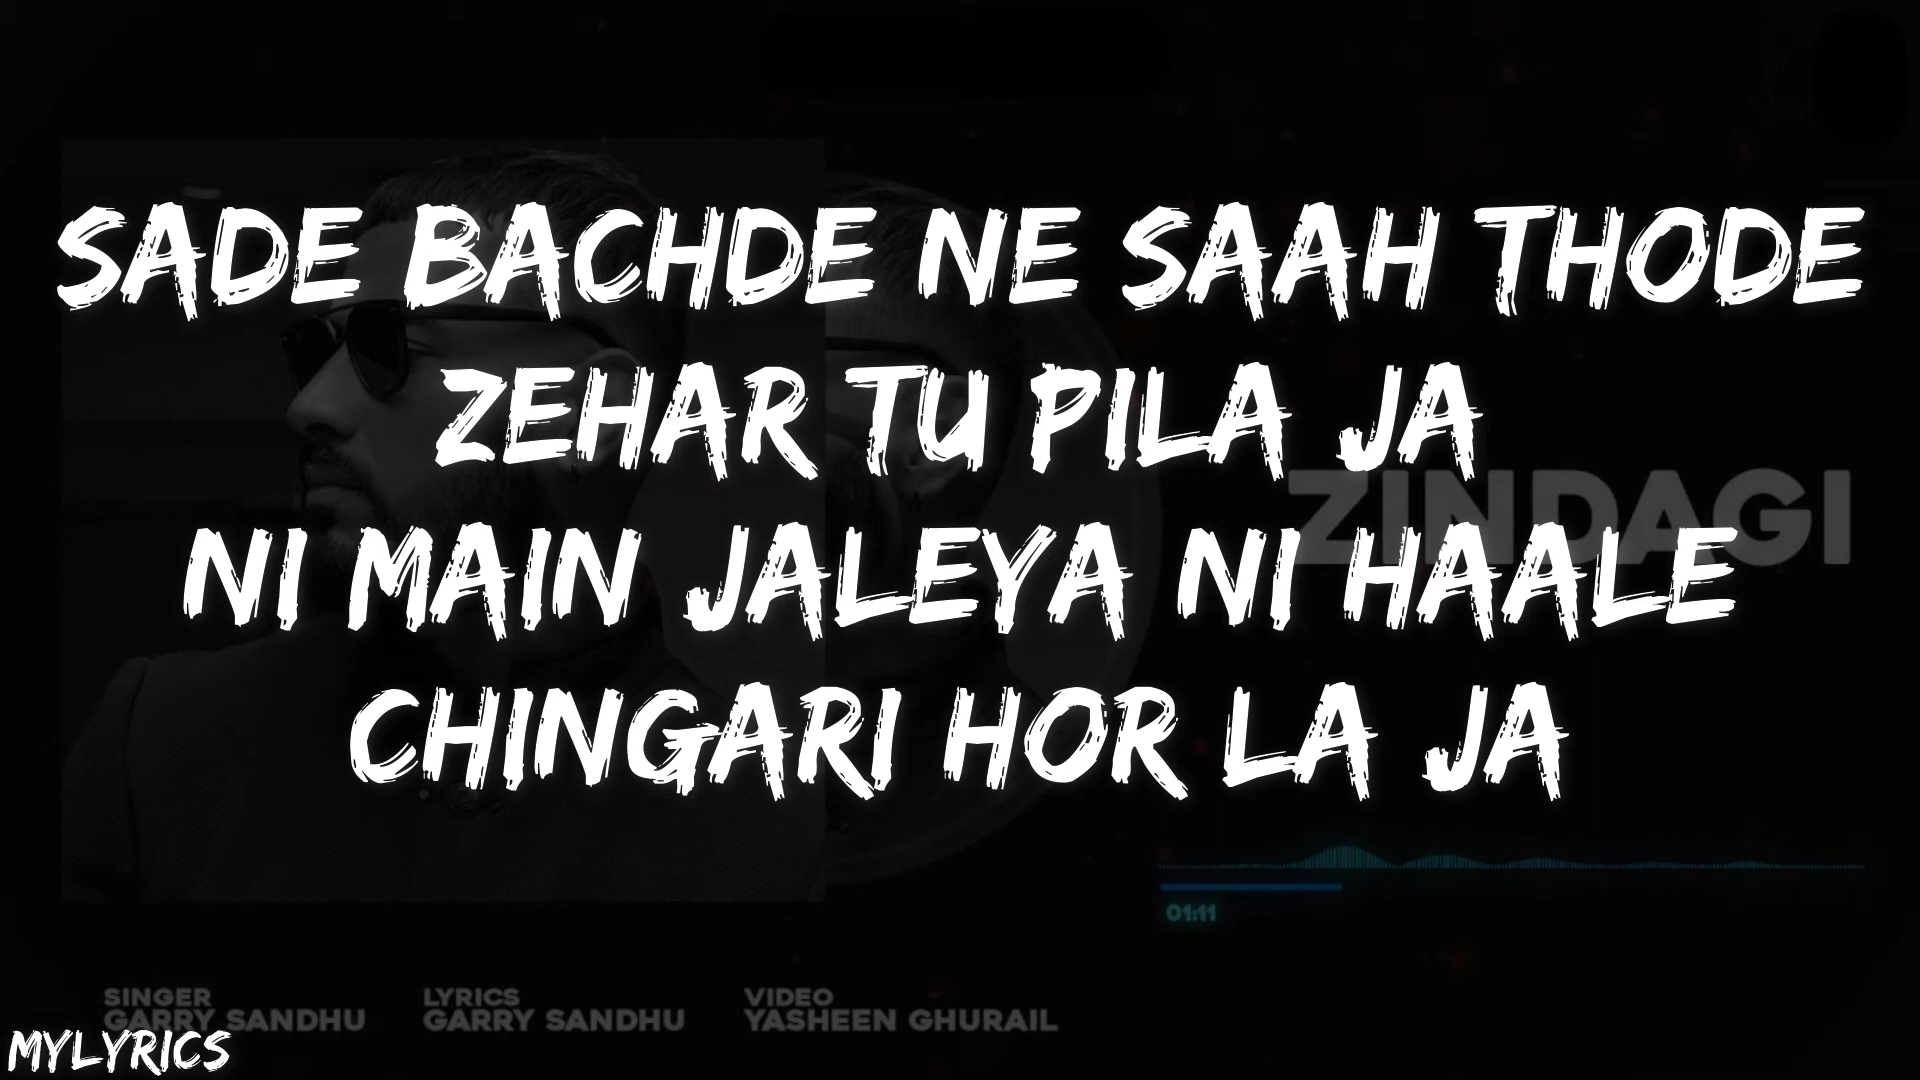 SADE BACHDE NE SAAH THODE
ZEHAR TU PILA JA
ZINDAGI
NI MAIN JALEYA NI HAALE
CHINGARI HOR LA JA
01:11
SINGER
GARRY SANDHU
LYRICS
GARRY SANDHU
VIDEO
YASHEEN GHURAIL
MYLYRICS